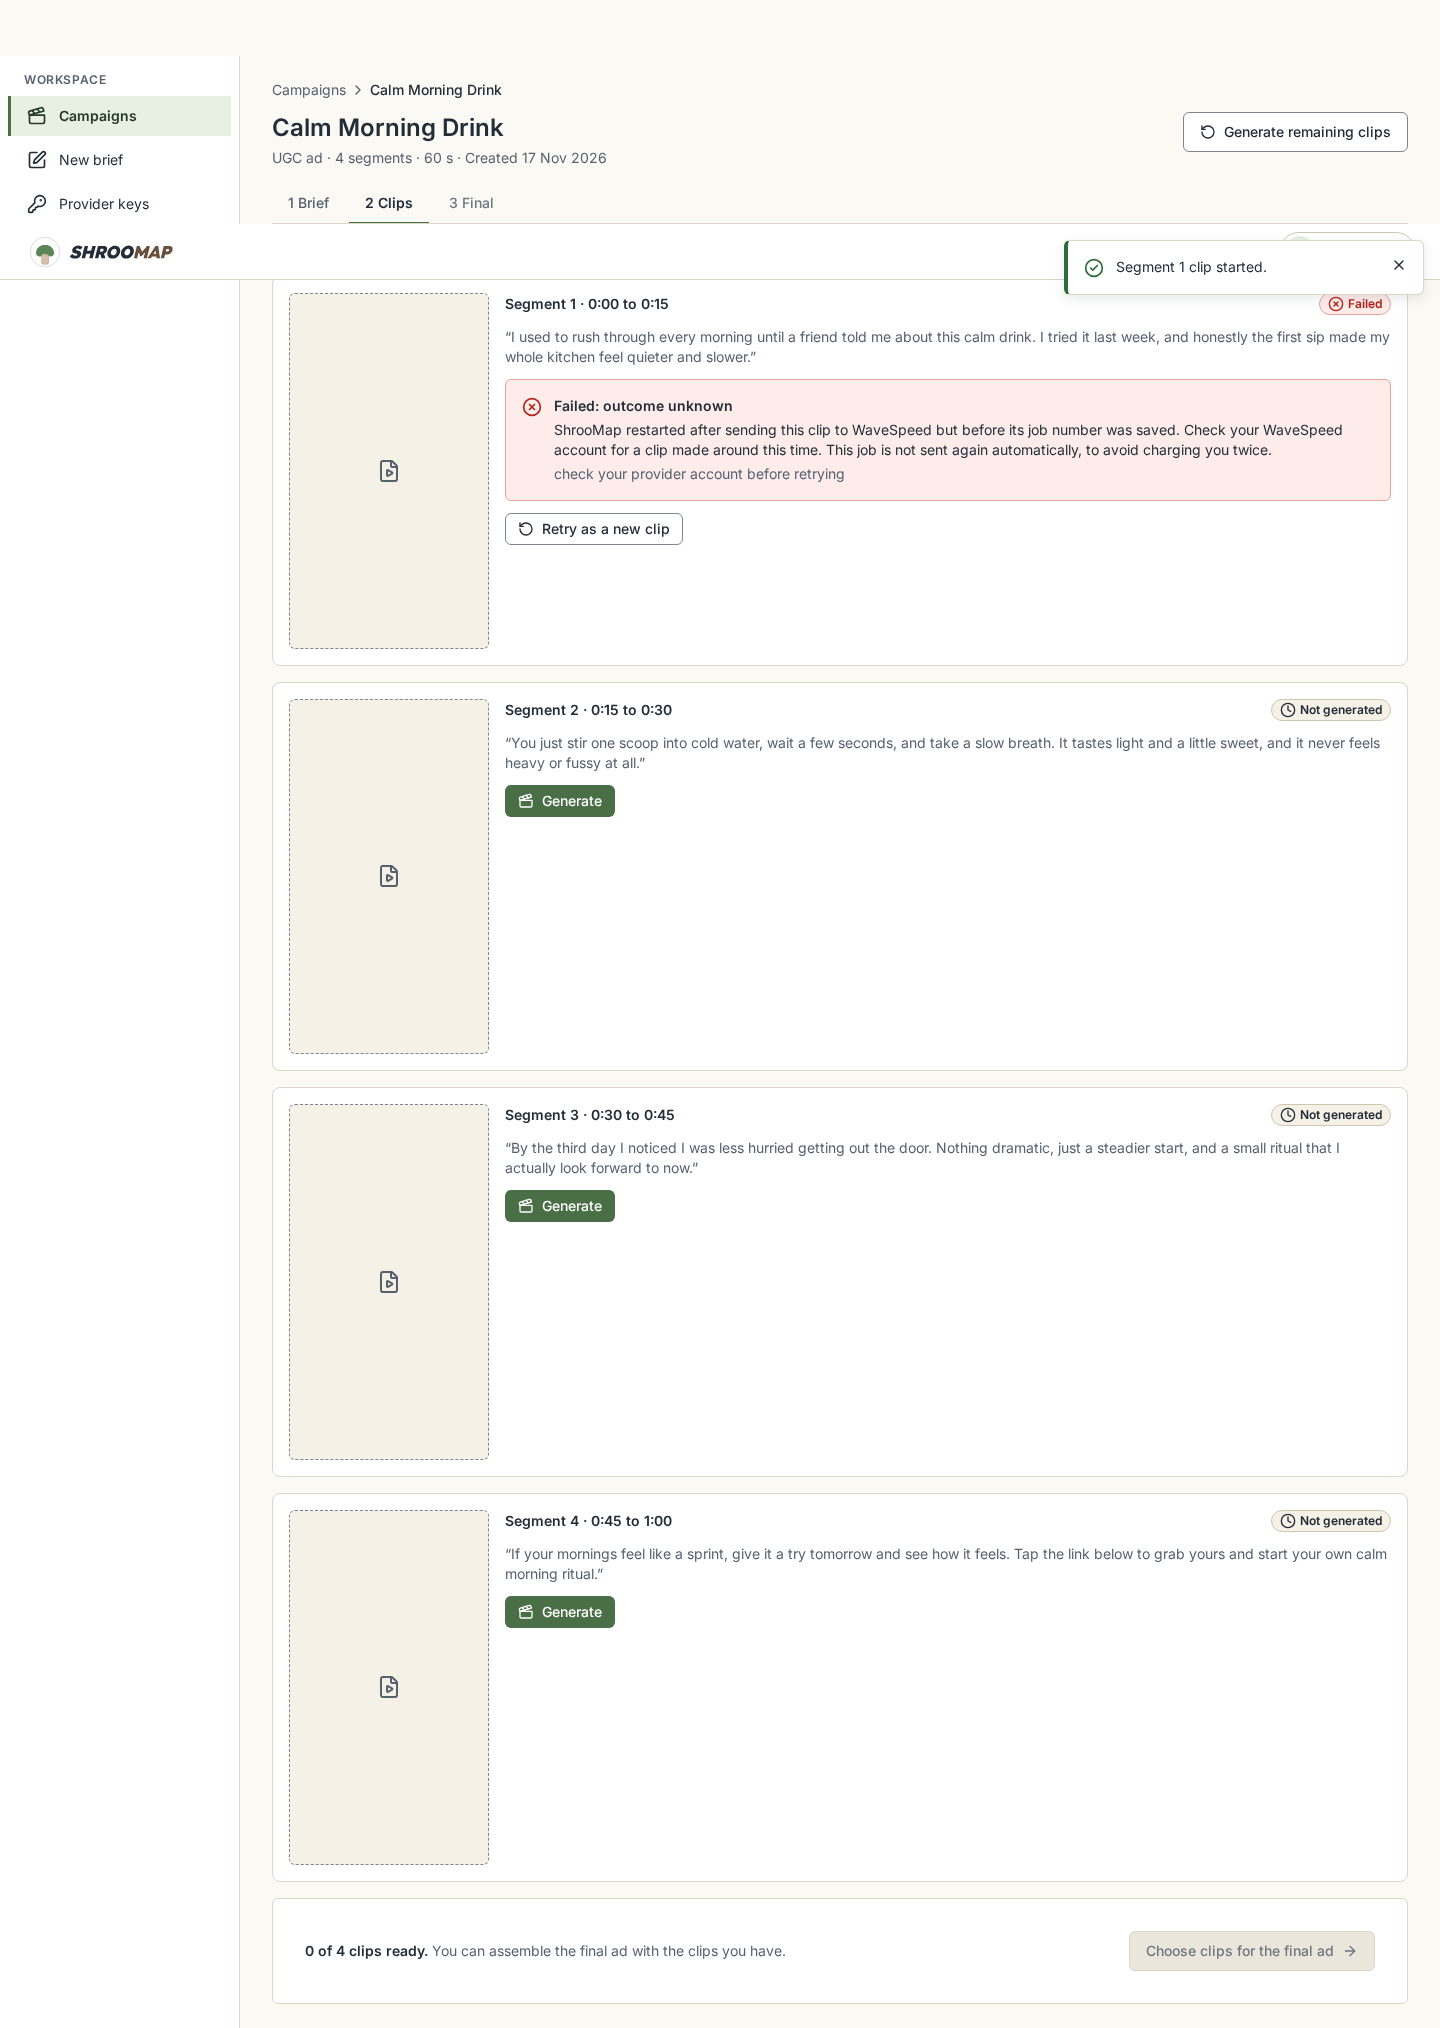 WORKSPACE
Campaigns
New brief
Provider keys
Campaigns > Calm Morning Drink
Calm Morning Drink
Generate remaining clips
UGC ad · 4 segments · 60 s · Created 17 Nov 2026
1 Brief
2 Clips
3 Final
SHROOMAP
Segment 1 clip started.
Segment 1 · 0:00 to 0:15
Failed
“I used to rush through every morning until a friend told me about this calm drink. I tried it last week, and honestly the first sip made my
whole kitchen feel quieter and slower.”
Failed: outcome unknown
ShrooMap restarted after sending this clip to WaveSpeed but before its job number was saved. Check your WaveSpeed
account for a clip made around this time. This job is not sent again automatically, to avoid charging you twice.
check your provider account before retrying
Retry as a new clip
Segment 2 · 0:15 to 0:30
Not generated
“You just stir one scoop into cold water, wait a few seconds, and take a slow breath. It tastes light and a little sweet, and it never feels
heavy or fussy at all.”
Generate
Segment 3 · 0:30 to 0:45
Not generated
“By the third day I noticed I was less hurried getting out the door. Nothing dramatic, just a steadier start, and a small ritual that I
actually look forward to now.”
Generate
Segment 4 · 0:45 to 1:00
Not generated
“If your mornings feel like a sprint, give it a try tomorrow and see how it feels. Tap the link below to grab yours and start your own calm
morning ritual.”
Generate
0 of 4 clips ready. You can assemble the final ad with the clips you have.
Choose clips for the final ad